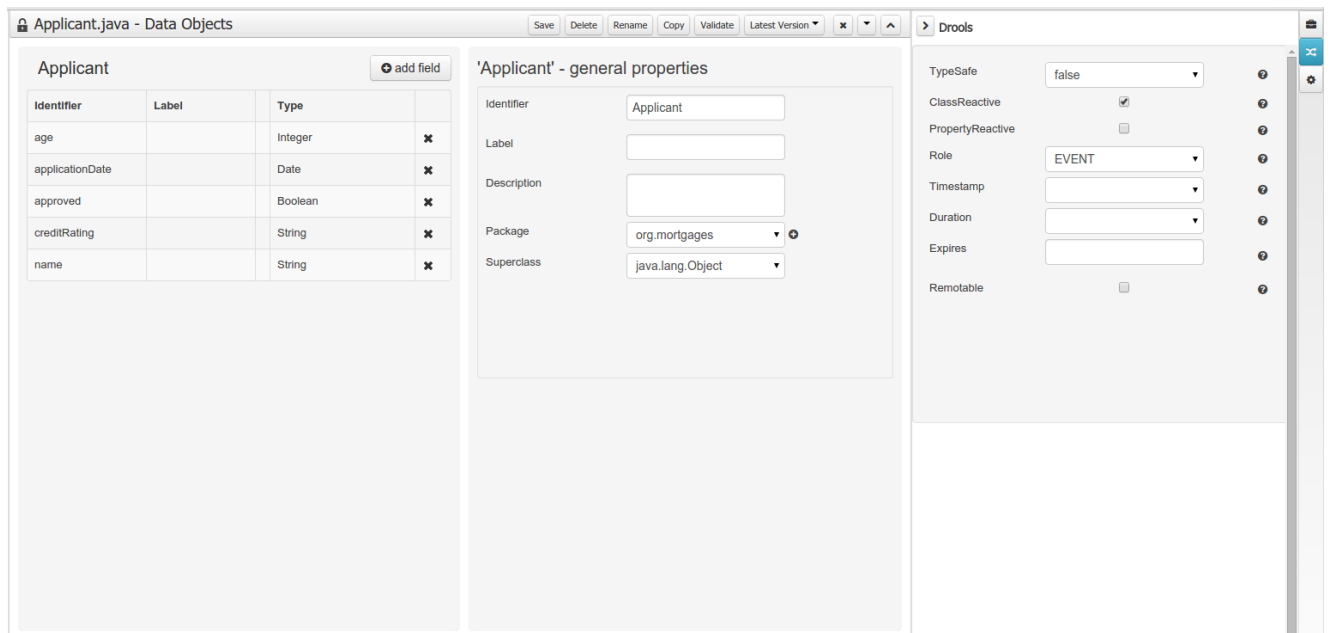 Applicant.java - Data Objects
Save Delete Rename Copy Validate Latest Version
Drools
Applicant
add field
Identifier Label Type
age Integer
applicationDate Date
approved Boolean
creditRating String
name String
'Applicant' - general properties
Identifier Applicant
Label
Description
Package org.mortgages
Superclass java.lang.Object
TypeSafe false
ClassReactive
PropertyReactive
Role EVENT
Timestamp
Duration
Expires
Remotable